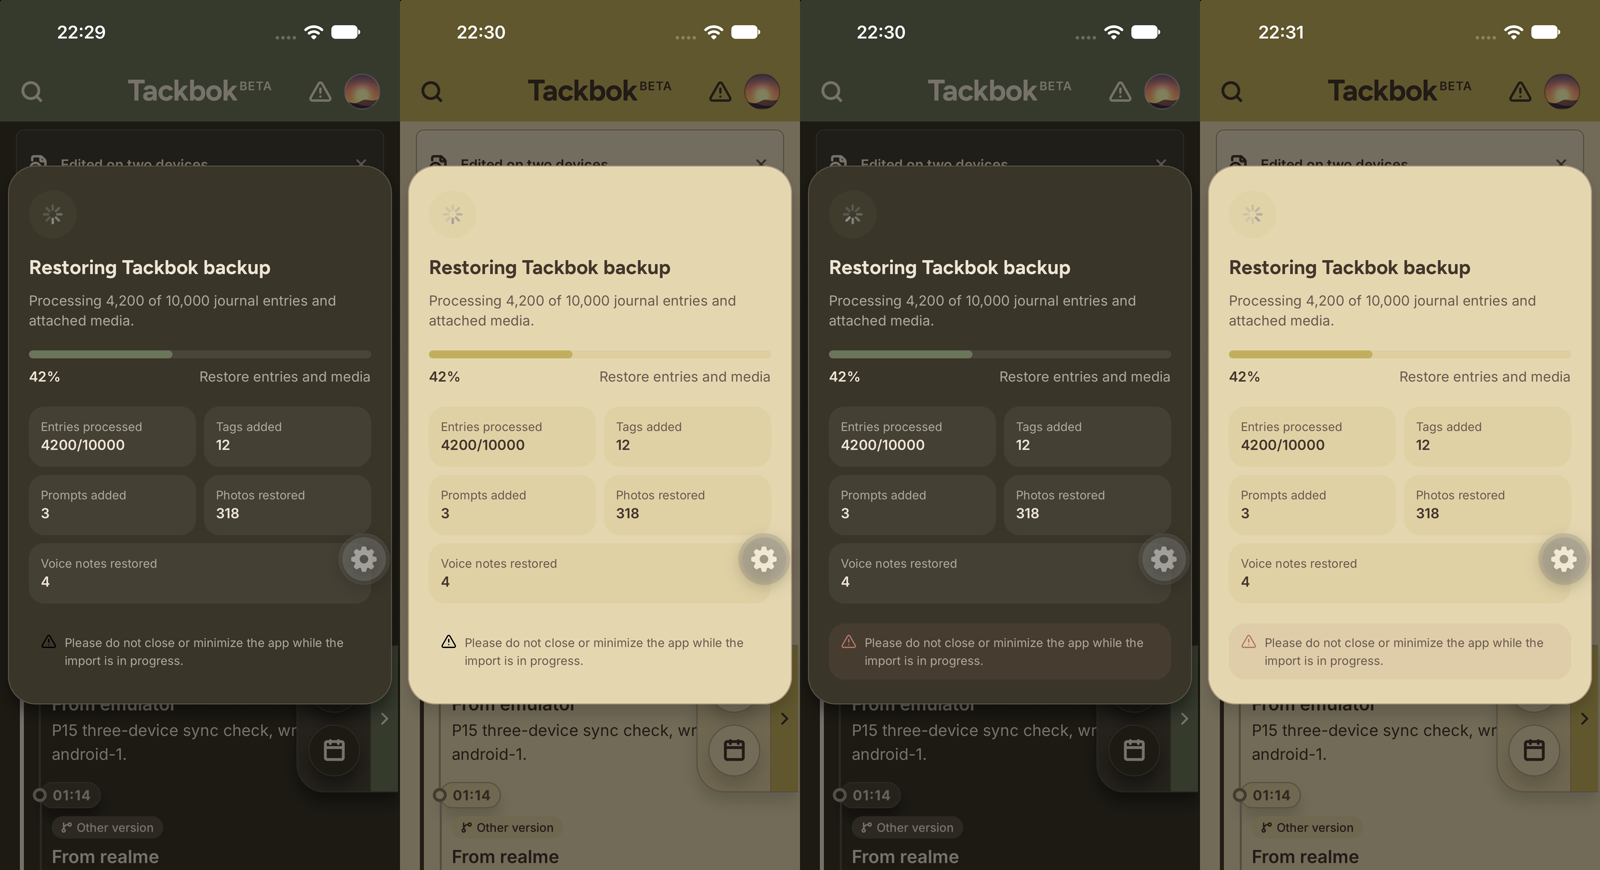 22:29
Tackbok BETA
Edited on two devices
Restoring Tackbok backup
Processing 4,200 of 10,000 journal entries and
attached media.
42% Restore entries and media
Entries processed
4200/10000
Tags added
12
Prompts added
3
Photos restored
318
Voice notes restored
4
Please do not close or minimize the app while the
import is in progress.
From emulator
P15 three-device sync check, wr
android-1.
01:14
Other version
From realme
22:30
Tackbok BETA
Edited on two devices
Restoring Tackbok backup
Processing 4,200 of 10,000 journal entries and
attached media.
42% Restore entries and media
Entries processed
4200/10000
Tags added
12
Prompts added
3
Photos restored
318
Voice notes restored
4
Please do not close or minimize the app while the
import is in progress.
From emulator
P15 three-device sync check, wr
android-1.
01:14
Other version
From realme
22:30
Tackbok BETA
Edited on two devices
Restoring Tackbok backup
Processing 4,200 of 10,000 journal entries and
attached media.
42% Restore entries and media
Entries processed
4200/10000
Tags added
12
Prompts added
3
Photos restored
318
Voice notes restored
4
Please do not close or minimize the app while the
import is in progress.
From emulator
P15 three-device sync check, wr
android-1.
01:14
Other version
From realme
22:31
Tackbok BETA
Edited on two devices
Restoring Tackbok backup
Processing 4,200 of 10,000 journal entries and
attached media.
42% Restore entries and media
Entries processed
4200/10000
Tags added
12
Prompts added
3
Photos restored
318
Voice notes restored
4
Please do not close or minimize the app while the
import is in progress.
From emulator
P15 three-device sync check, wr
android-1.
01:14
Other version
From realme